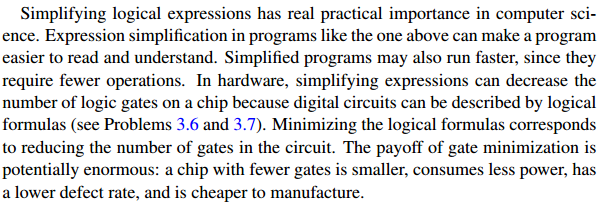 Simplifying logical expressions has real practical importance in computer sci-
ence. Expression simplification in programs like the one above can make a program
easier to read and understand. Simplified programs may also run faster, since they
require fewer operations. In hardware, simplifying expressions can decrease the
number of logic gates on a chip because digital circuits can be described by logical
formulas (see Problems 3.6 and 3.7). Minimizing the logical formulas corresponds
to reducing the number of gates in the circuit. The payoff of gate minimization is
potentially enormous: a chip with fewer gates is smaller, consumes less power, has
a lower defect rate, and is cheaper to manufacture.